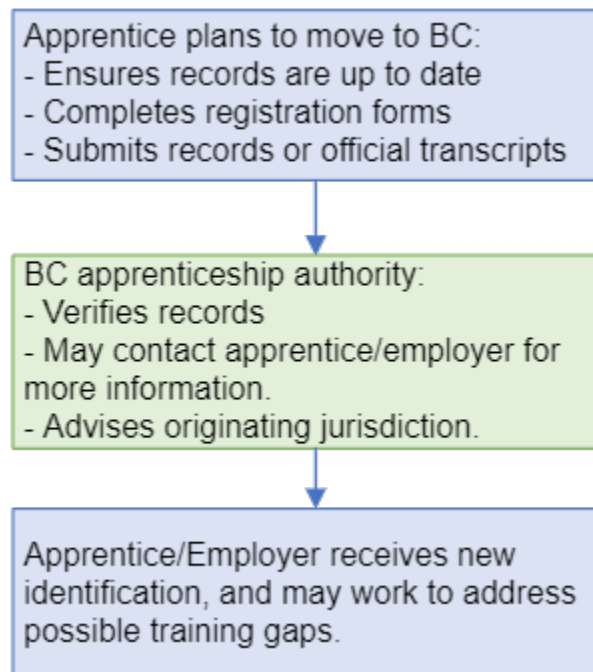 Apprentice plans to move to BC:
- Ensures records are up to date
- Completes registration forms
- Submits records or official transcripts
BC apprenticeship authority:
- Verifies records
- May contact apprentice/employer for
more information.
- Advises originating jurisdiction.
Apprentice/Employer receives new
identification, and may work to address
possible training gaps.